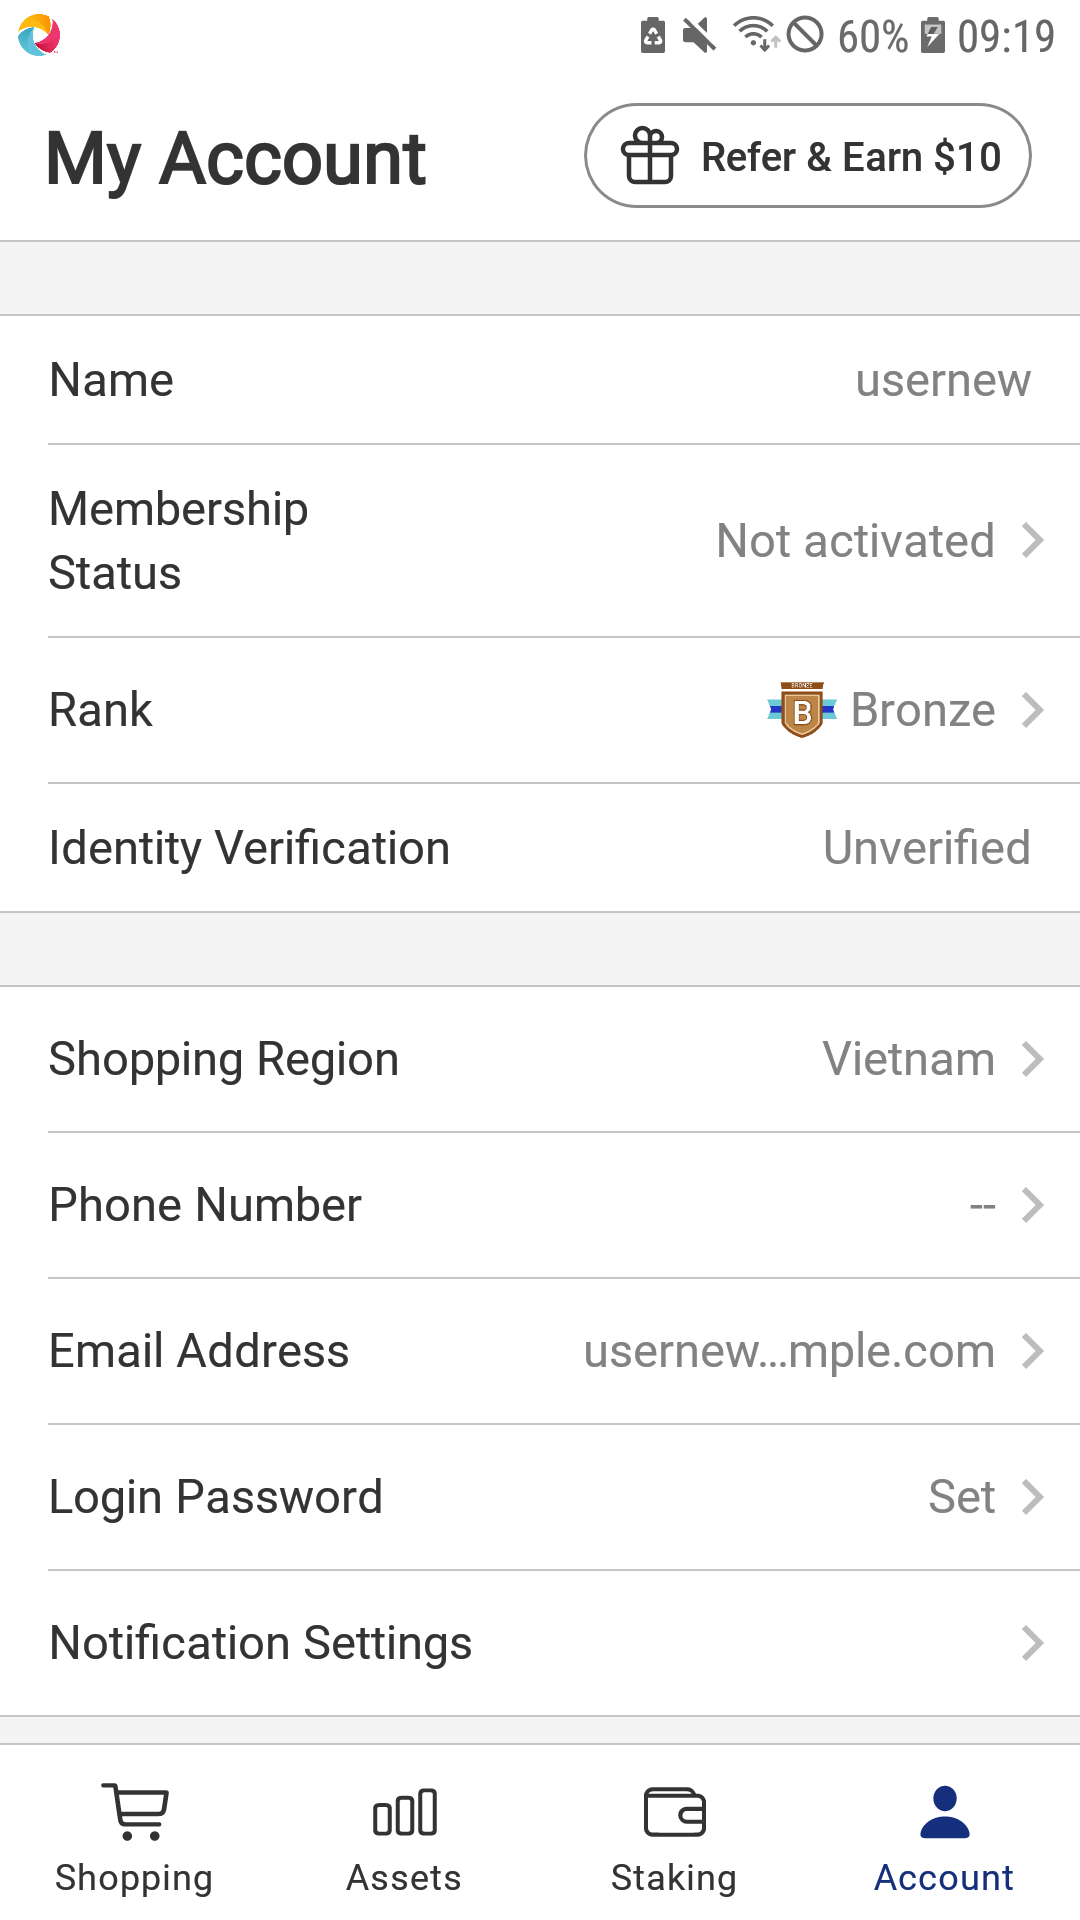 60% 09:19
My Account
Refer & Earn $10
Name
usernew
Membership
Status
Not activated
Rank
BRONZE
B
Bronze
Identity Verification
Unverified
Shopping Region
Vietnam
Phone Number
--
Email Address
usernew...mple.com
Login Password
Set
Notification Settings
Shopping
Assets
Staking
Account